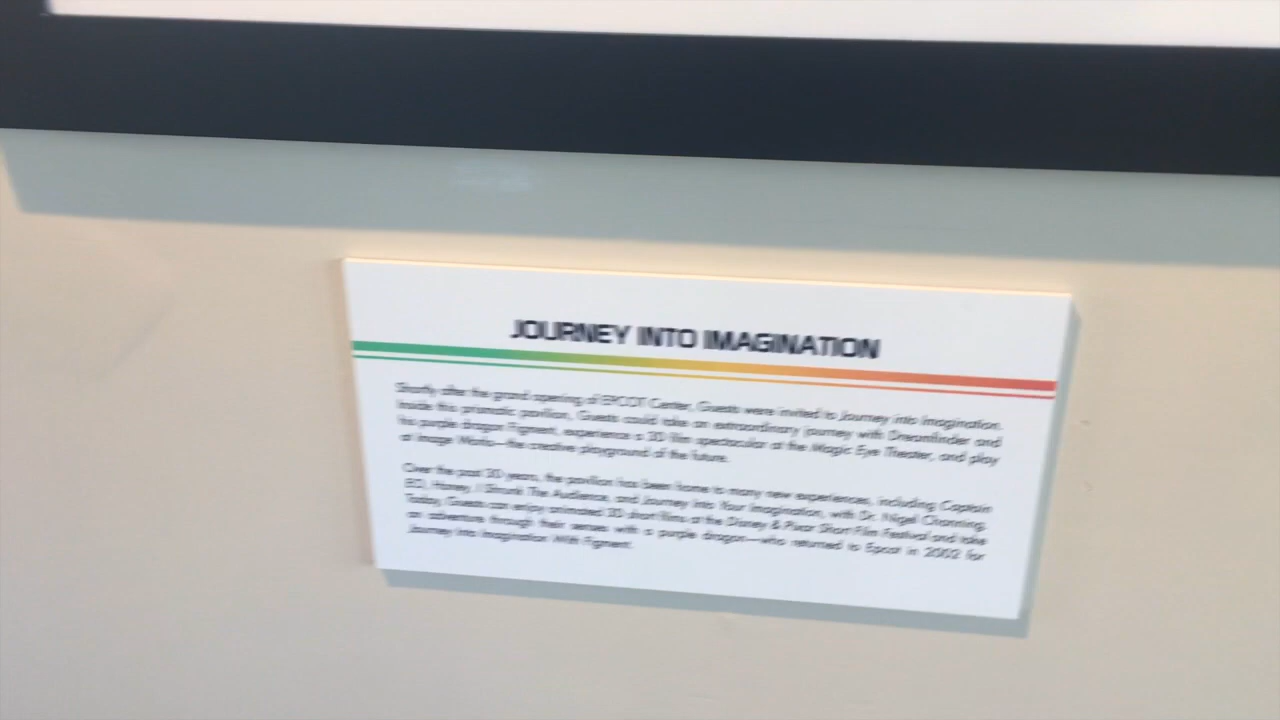 JOURNEY INTO IMAGINATION
Shortly after the grand opening of EPCOT Center, Guests were invited to Journey into Imagination.
Inside this prismatic pavilion, Guests could take an extraordinary journey with Dreamfinder and
his purple dragon Figment, experience a 3D film spectacular at the Magic Eye Theater, and play
at Image Works—the creative playground of the future.
Over the past 30 years, the pavilion has been home to many new experiences, including Captain
EO, Honey, I Shrunk The Audience, and Journey Into Your Imagination, with Dr. Nigel Channing.
Today, Guests can enjoy animated 3D short films at the Disney & Pixar Short Film Festival and take
an adventure through their senses with a purple dragon—who returned to Epcot in 2002 for
Journey Into Imagination With Figment.